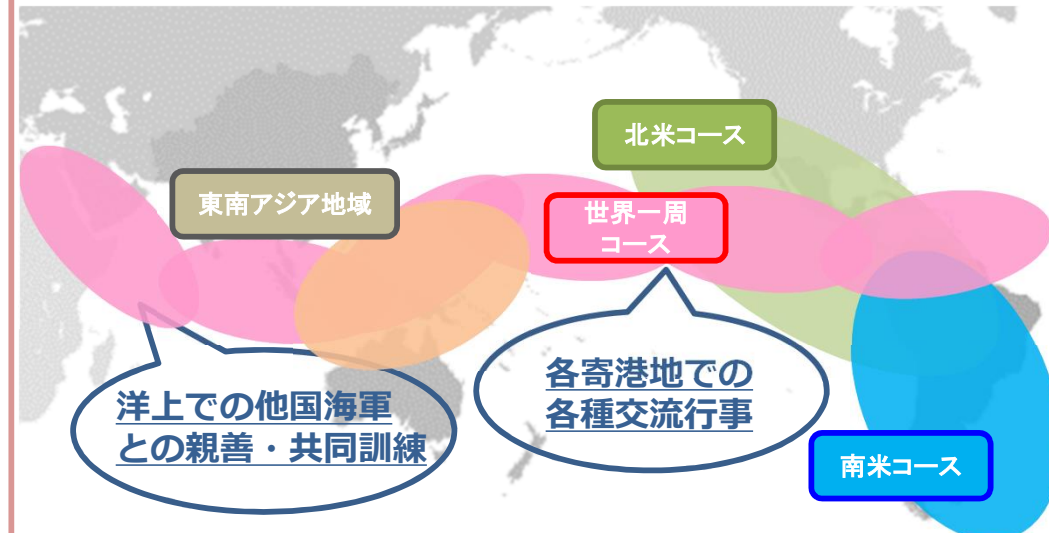 北米コース
東南アジア地域
世界一周
コース
各寄港地での
各種交流行事
洋上での他国海軍
との親善・共同訓練
南米コース